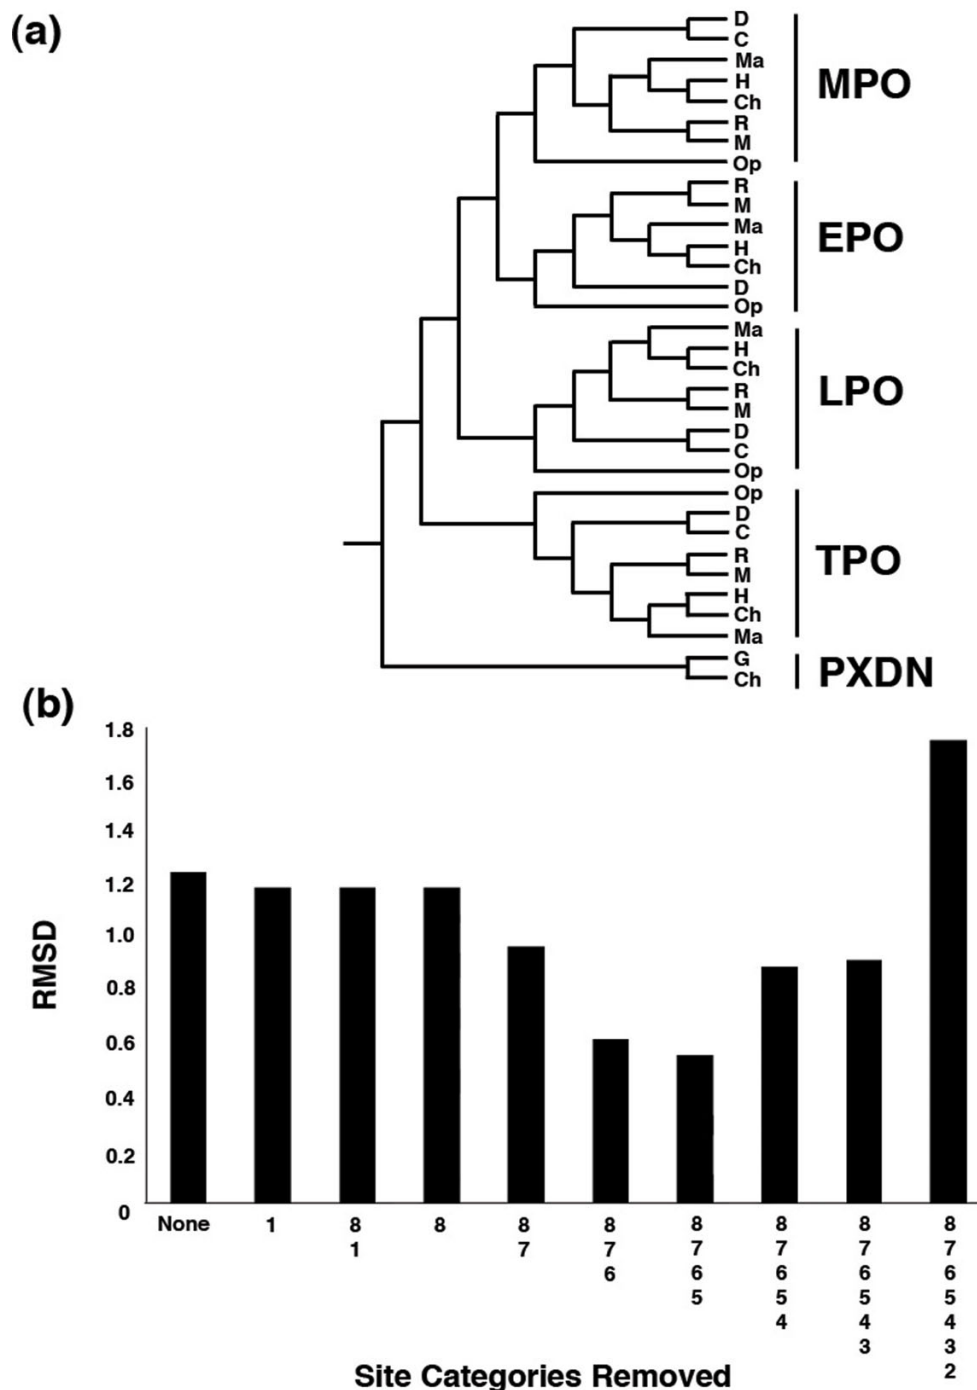 (a)
D
C
Ma
H
Ch
R
M
Op
MPO
R
M
Ma
H
Ch
D
Op
EPO
Ma
H
Ch
R
M
D
C
Op
LPO
Op
D
C
R
M
H
Ch
Ma
TPO
G
Ch
PXDN
(b)
1.8
1.6
1.4
1.2
1.0
0.8
0.6
0.4
0.2
0
RMSD
None 1 8 8 8 8 8 8 8 8
1 7 7 7 7 7 7
6 6 6 6 6
5 5 5 5
4 4 4
3 3
2
Site Categories Removed